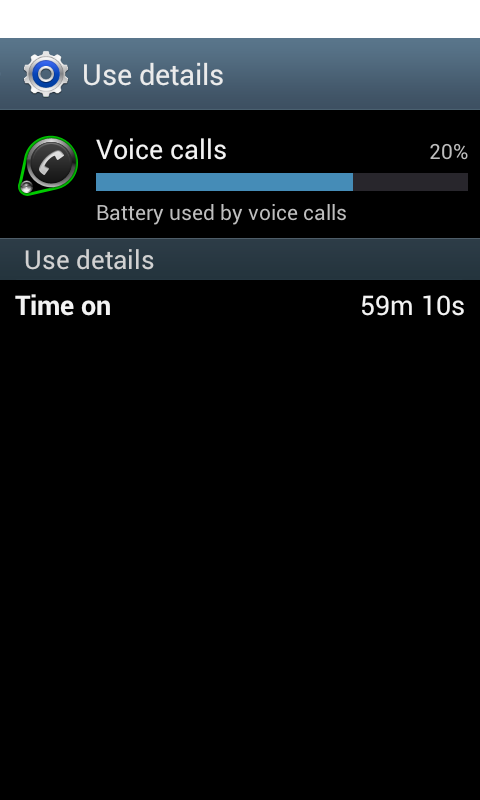 Use details
Voice calls 20%
Battery used by voice calls
Use details
Time on 59m 10s